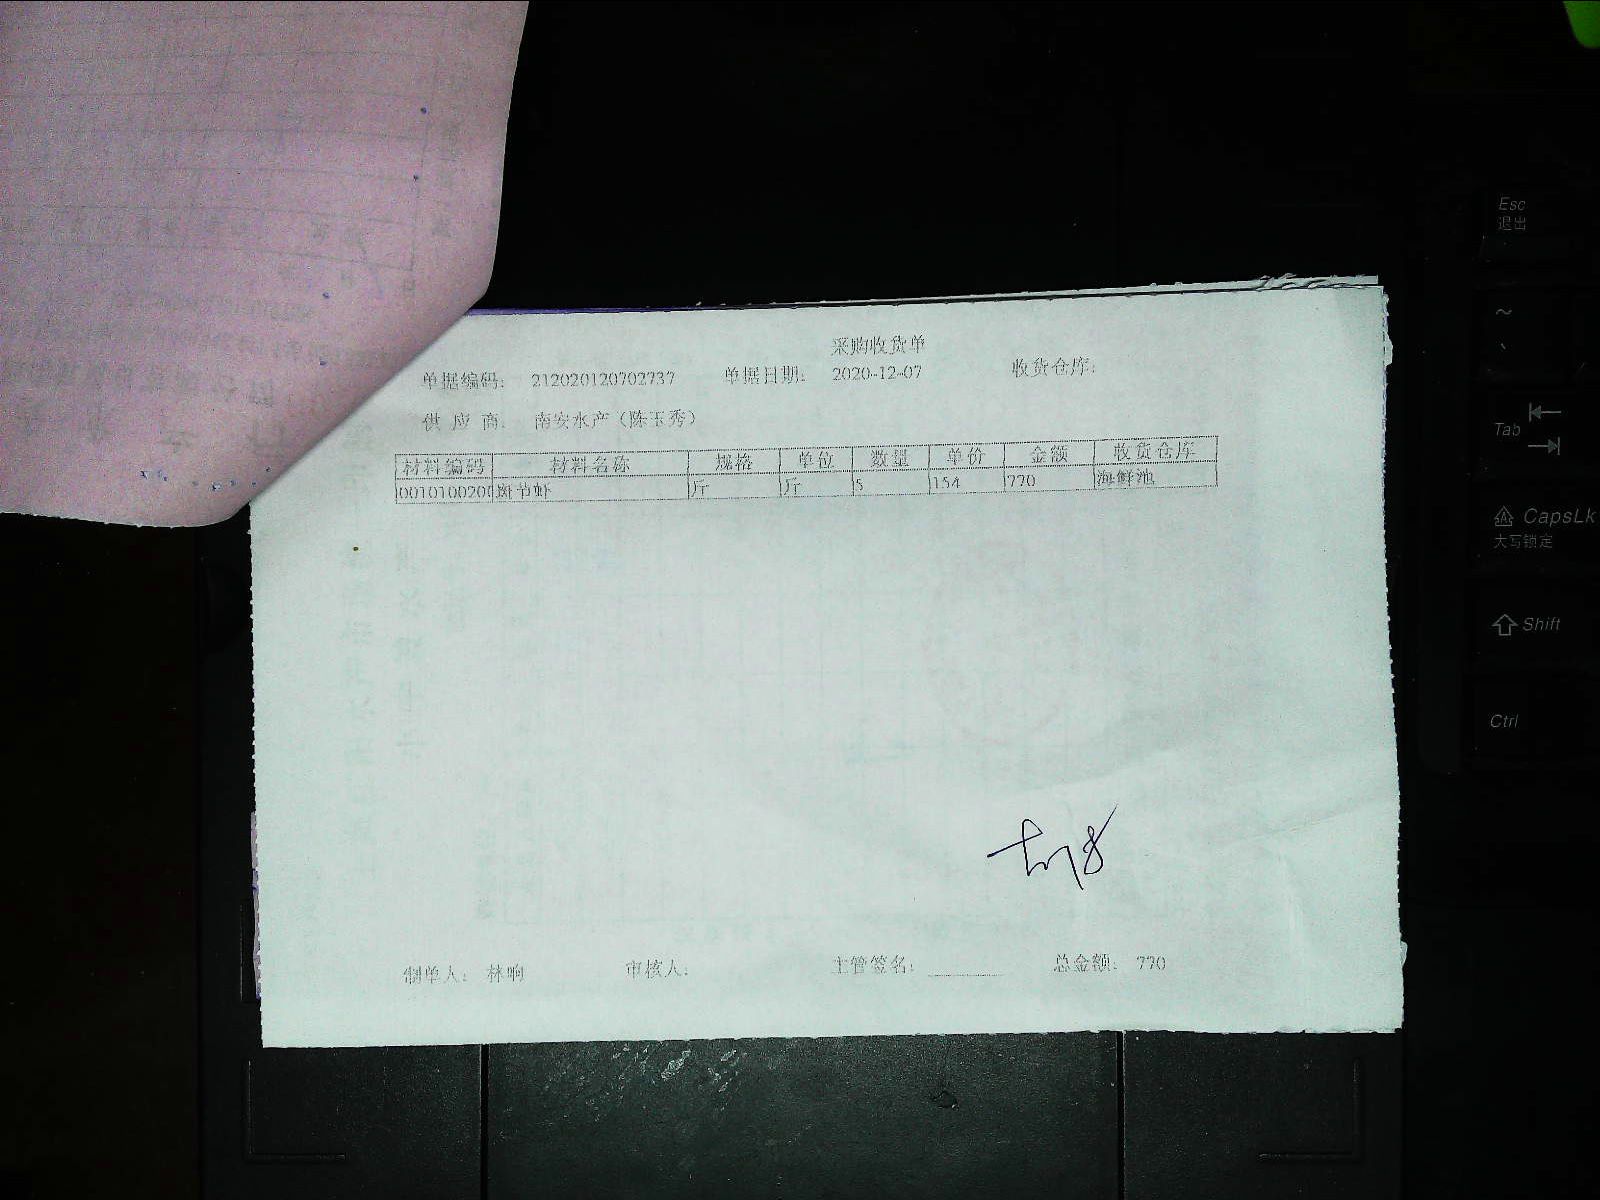 采购收货单
单据编码: 212020120702737 单据日期: 2020-12-07 收货仓库:
供 应 商: 南安水产（陈玉秀）
材料编码 材料名称 规格 单位 数量 单价 金额 收货仓库
斑节虾 斤 斤 5 154 770 海鲜池
制单人: 林晌 审核人: 主管签名: 总金额: 770
Esc
退出
~
Tab
CapsLk
大写锁定
Shift
Ctrl